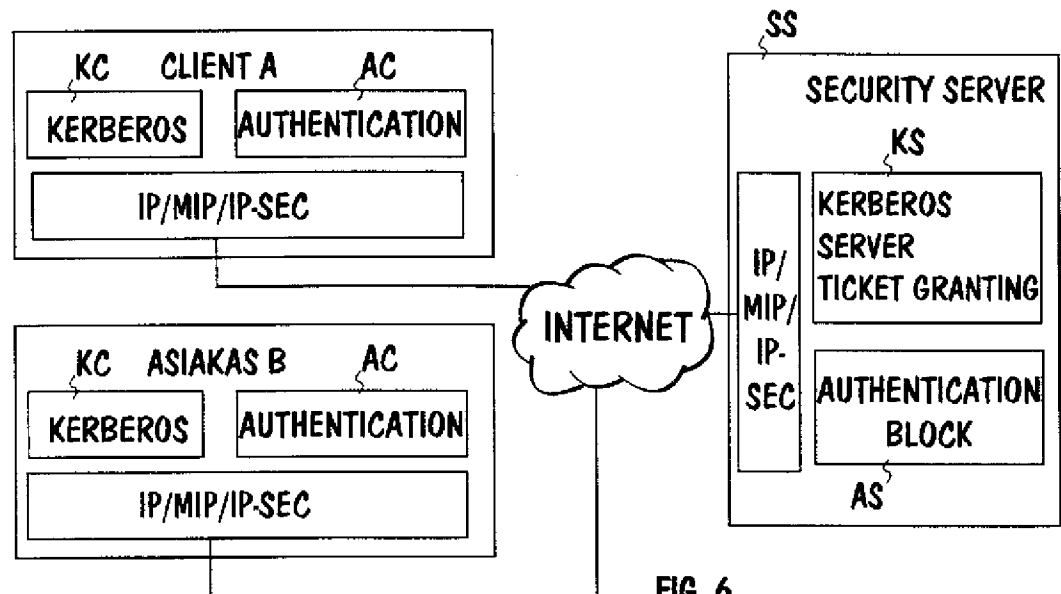 KC CLIENT A AC
KERBEROS
AUTHENTICATION
IP/MIP/IP-SEC
KC ASIAKAS B AC
KERBEROS
AUTHENTICATION
IP/MIP/IP-SEC
INTERNET
SS
SECURITY SERVER
KS
IP/
MIP/
IP-
SEC
KERBEROS
SERVER
TICKET GRANTING
AUTHENTICATION
BLOCK
AS
FIG. 6